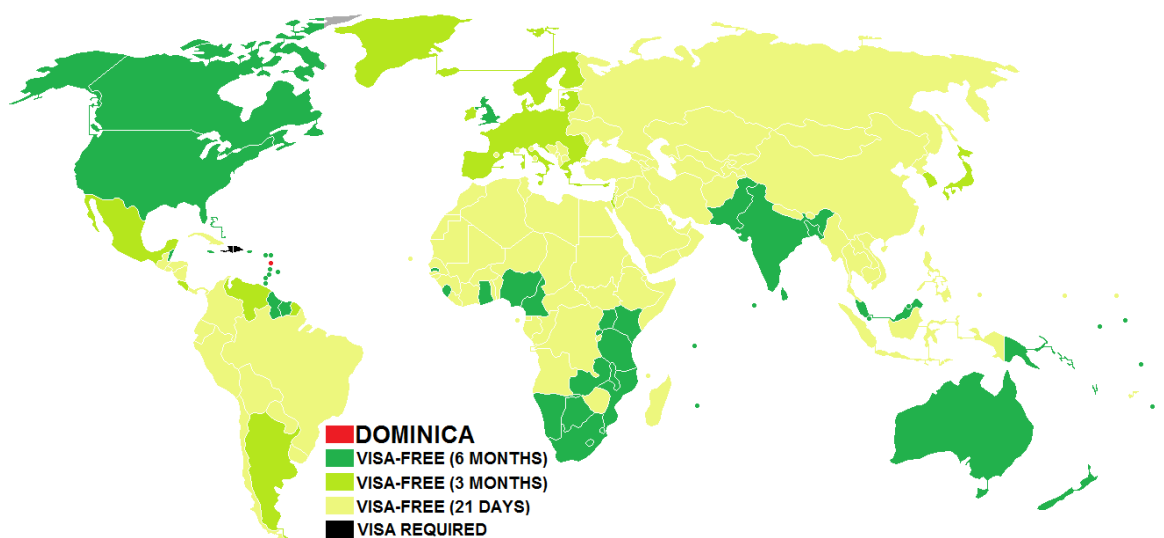 DOMINICA
VISA-FREE (6 MONTHS)
VISA-FREE (3 MONTHS)
VISA-FREE (21 DAYS)
VISA REQUIRED